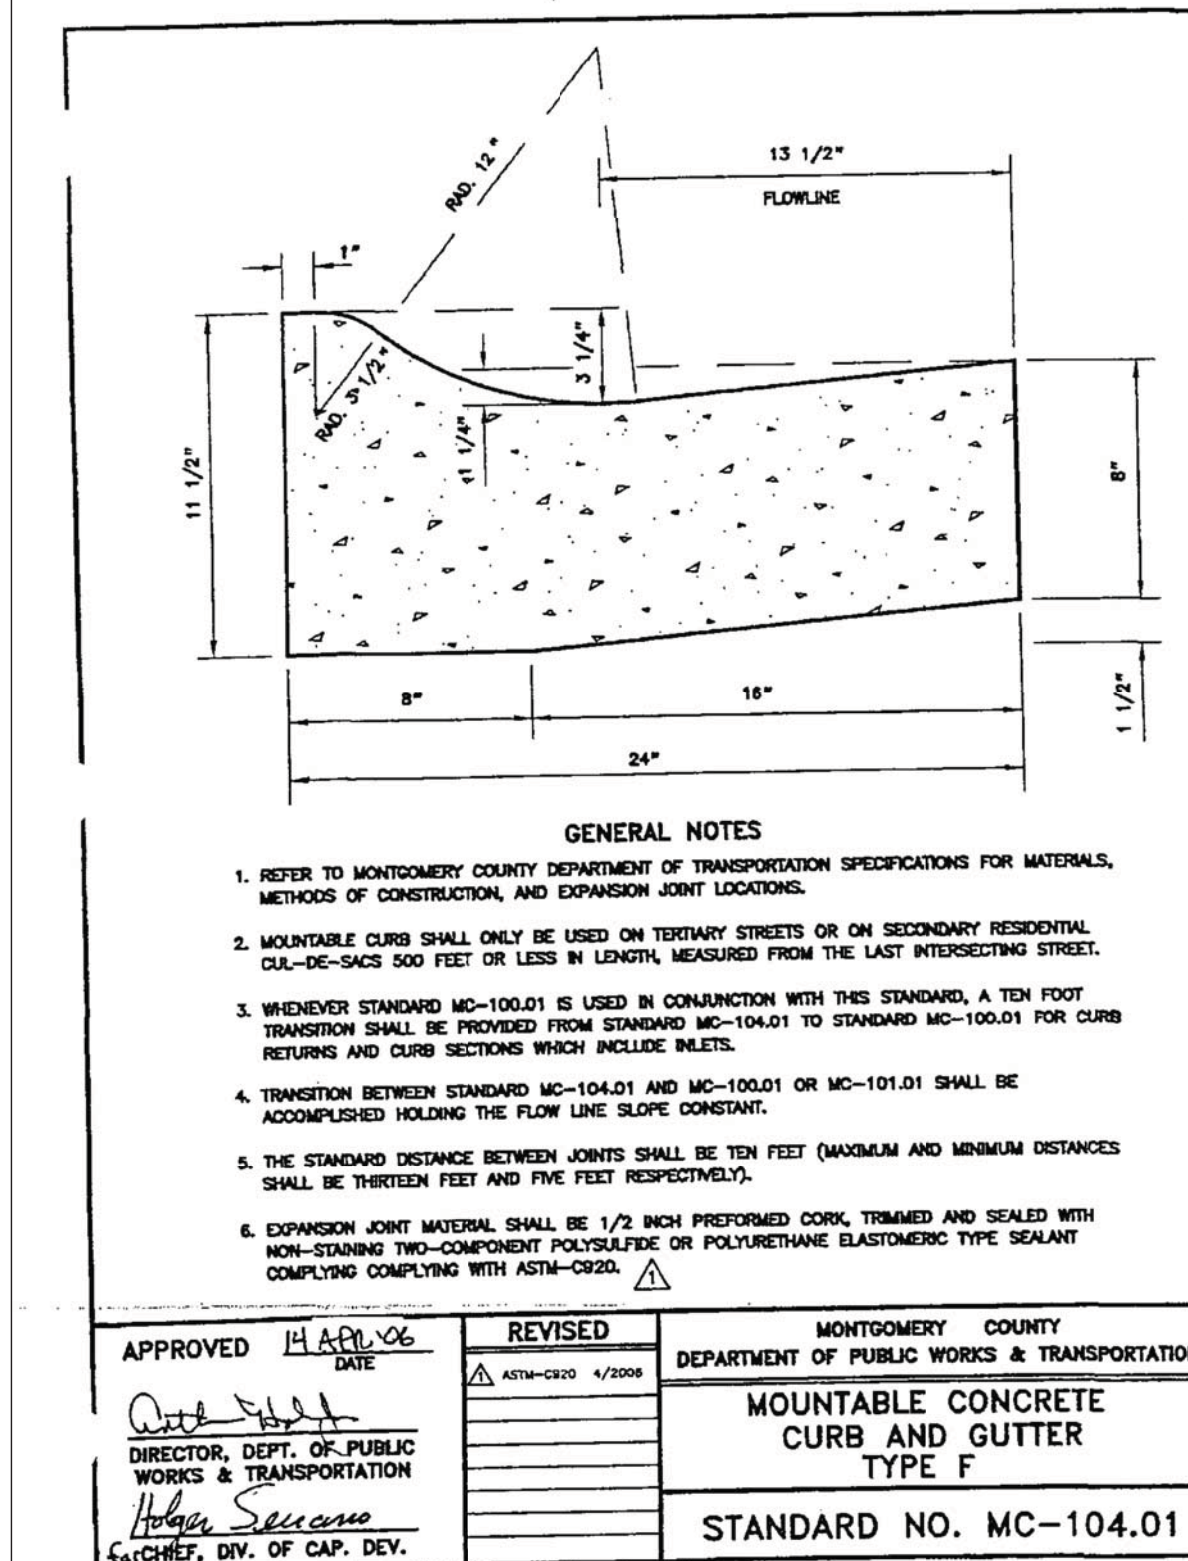 RAD. 12"
13 1/2"
FLOWLINE
1"
3 1/4"
RAD. 3 1/2"
1 1/4"
11 1/2"
8"
8"
16"
1 1/2"
24"
GENERAL NOTES
1. REFER TO MONTGOMERY COUNTY DEPARTMENT OF TRANSPORTATION SPECIFICATIONS FOR MATERIALS,
METHODS OF CONSTRUCTION, AND EXPANSION JOINT LOCATIONS.
2. MOUNTABLE CURB SHALL ONLY BE USED ON TERTIARY STREETS OR ON SECONDARY RESIDENTIAL
CUL-DE-SACS 500 FEET OR LESS IN LENGTH, MEASURED FROM THE LAST INTERSECTING STREET.
3. WHENEVER STANDARD MC-100.01 IS USED IN CONJUNCTION WITH THIS STANDARD, A TEN FOOT
TRANSITION SHALL BE PROVIDED FROM STANDARD MC-104.01 TO STANDARD MC-100.01 FOR CURB
RETURNS AND CURB SECTIONS WHICH INCLUDE INLETS.
4. TRANSITION BETWEEN STANDARD MC-104.01 AND MC-100.01 OR MC-101.01 SHALL BE
ACCOMPLISHED HOLDING THE FLOW LINE SLOPE CONSTANT.
5. THE STANDARD DISTANCE BETWEEN JOINTS SHALL BE TEN FEET (MAXIMUM AND MINIMUM DISTANCES
SHALL BE THIRTEEN FEET AND FIVE FEET RESPECTIVELY).
6. EXPANSION JOINT MATERIAL SHALL BE 1/2 INCH PREFORMED CORK, TRIMMED AND SEALED WITH
NON-STAINING TWO-COMPONENT POLYSULFIDE OR POLYURETHANE ELASTOMERIC TYPE SEALANT
COMPLYING COMPLYING WITH ASTM-C920. 1
APPROVED 14 APR '06
DATE
DIRECTOR, DEPT. OF PUBLIC
WORKS & TRANSPORTATION
Holger Serrano
for CHIEF, DIV. OF CAP. DEV.
REVISED
1 ASTM-C920 4/2006
MONTGOMERY COUNTY
DEPARTMENT OF PUBLIC WORKS & TRANSPORTATIO
MOUNTABLE CONCRETE
CURB AND GUTTER
TYPE F
STANDARD NO. MC-104.01